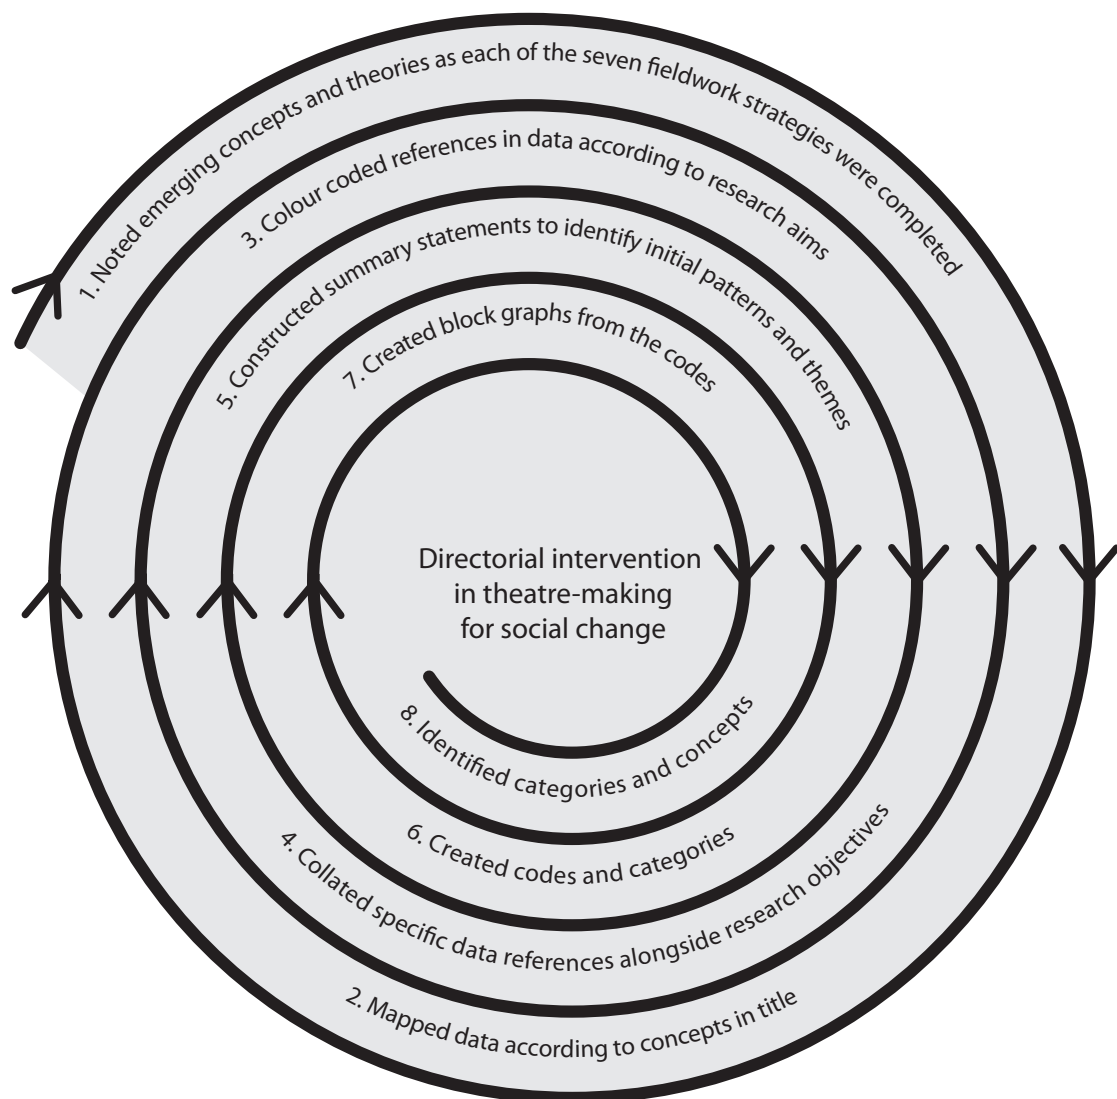 1. Noted emerging concepts and theories as each of the seven fieldwork strategies were completed
2. Mapped data according to concepts in title
3. Colour coded references in data according to research aims
4. Collated specific data references alongside research objectives
5. Constructed summary statements to identify initial patterns and themes
6. Created codes and categories
7. Created block graphs from the codes
8. Identified categories and concepts
Directorial intervention
in theatre-making
for social change